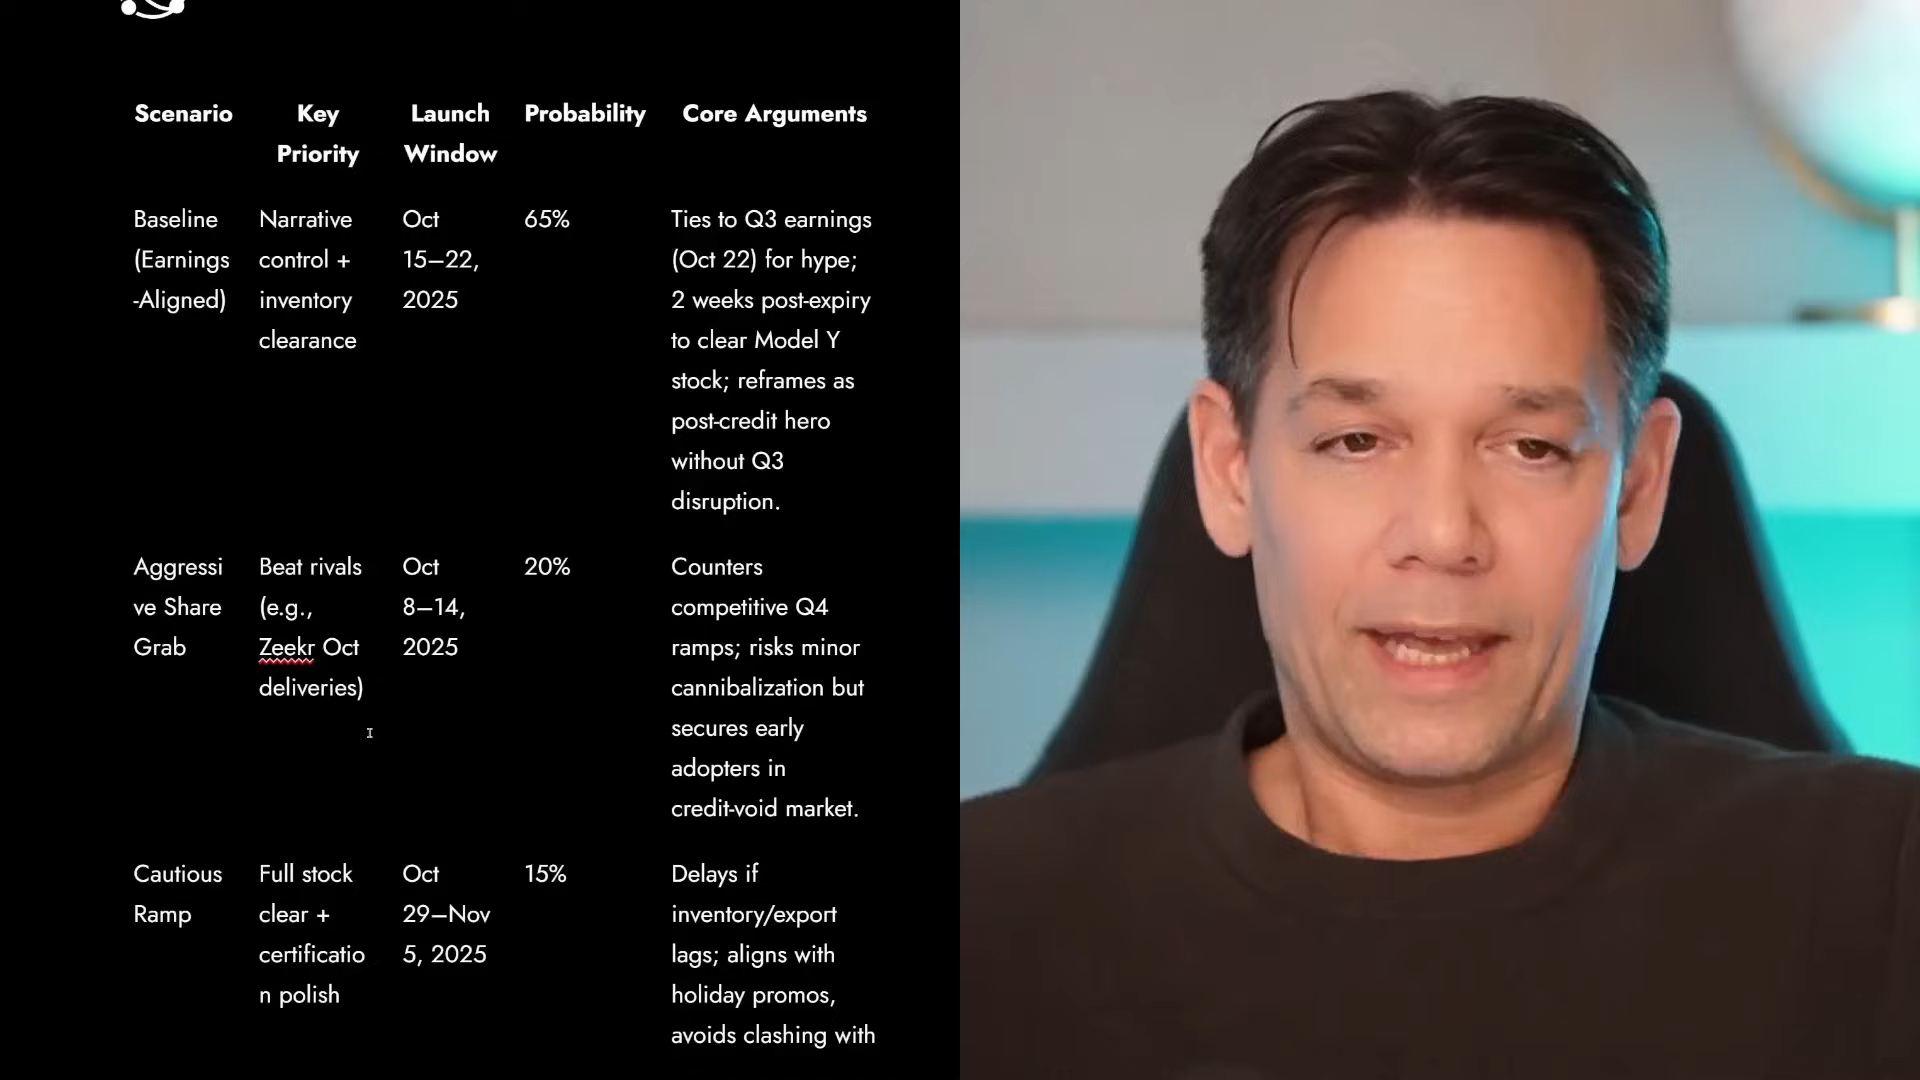 Scenario
Key
Priority
Launch
Window
Probability
Core Arguments
Baseline
(Earnings
-Aligned)
Narrative
control +
inventory
clearance
Oct
15–22,
2025
65%
Ties to Q3 earnings
(Oct 22) for hype;
2 weeks post-expiry
to clear Model Y
stock; reframes as
post-credit hero
without Q3
disruption.
Aggressi
ve Share
Grab
Beat rivals
(e.g.,
Zeekr Oct
deliveries)
Oct
8–14,
2025
20%
Counters
competitive Q4
ramps; risks minor
cannibalization but
secures early
adopters in
credit-void market.
Cautious
Ramp
Full stock
clear +
certificatio
n polish
Oct
29–Nov
5, 2025
15%
Delays if
inventory/export
lags; aligns with
holiday promos,
avoids clashing with